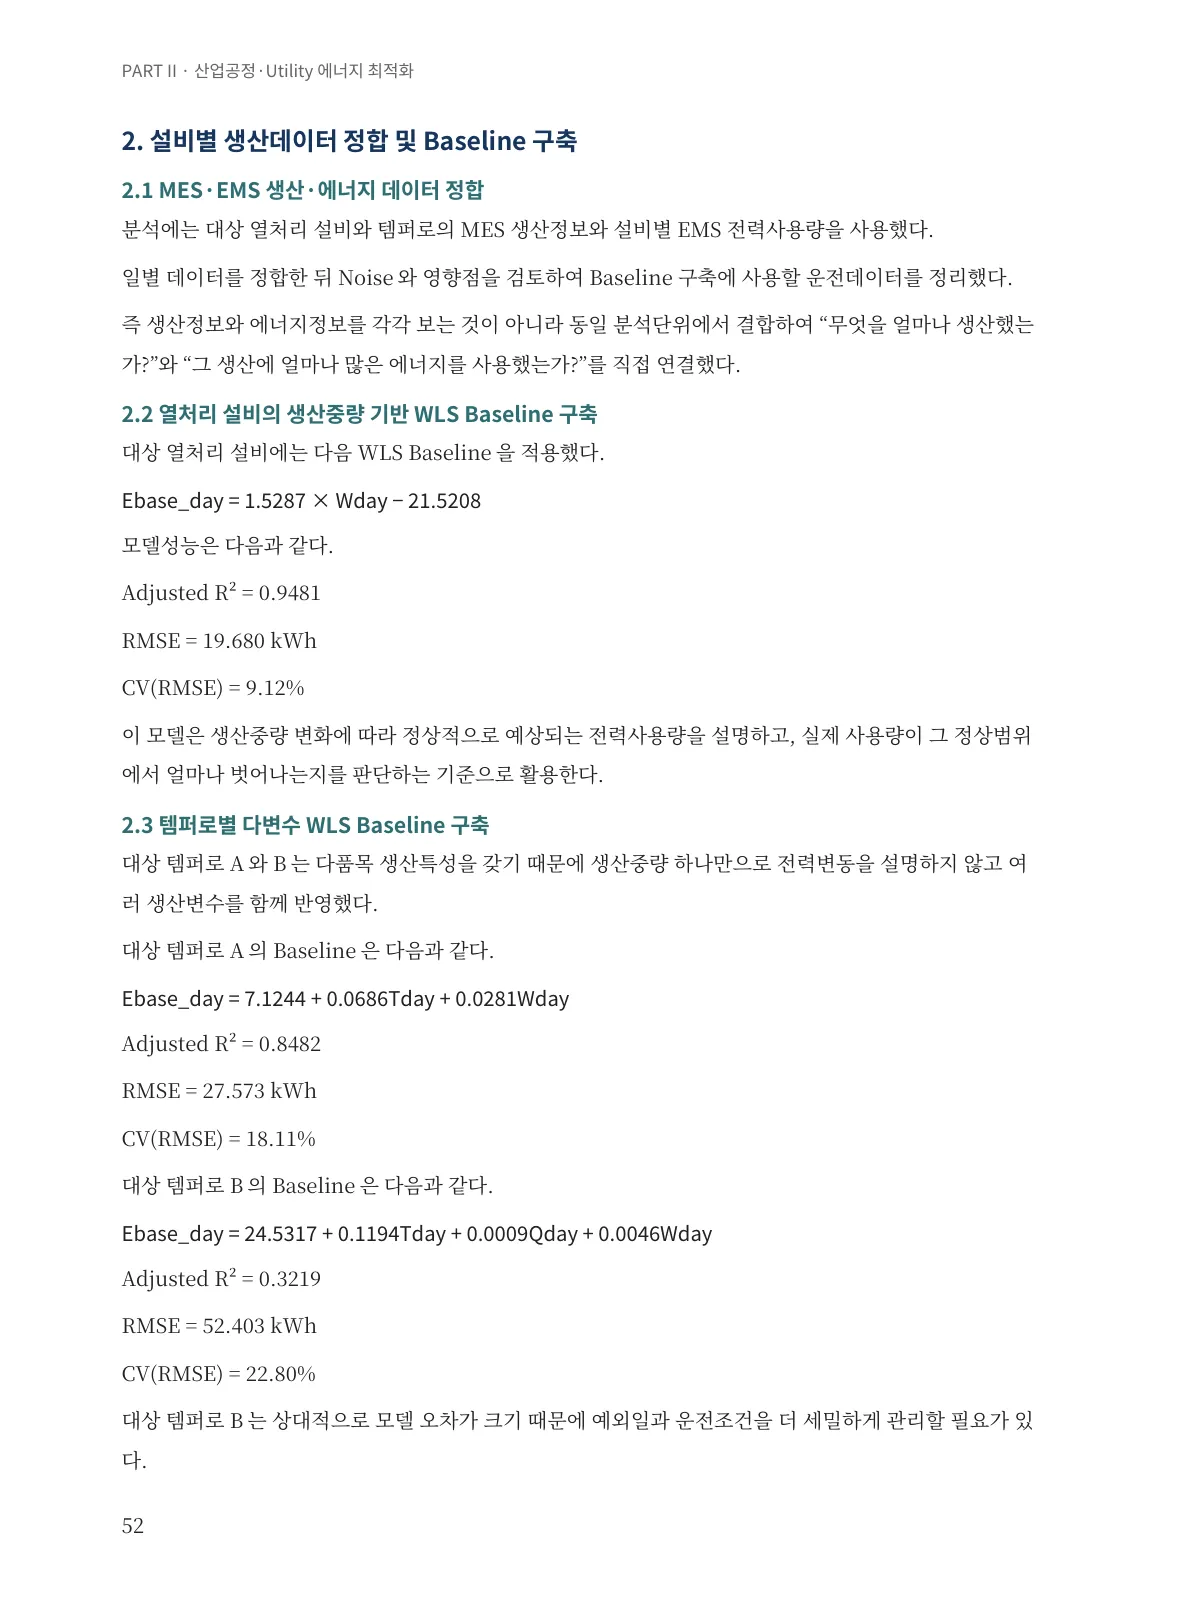 PART II · 산업공정·Utility 에너지 최적화
2. 설비별 생산데이터 정합 및 Baseline 구축
2.1 MES·EMS 생산·에너지 데이터 정합
분석에는 대상 열처리 설비와 템퍼로의 MES 생산정보와 설비별 EMS 전력사용량을 사용했다.
일별 데이터를 정합한 뒤 Noise와 영향점을 검토하여 Baseline 구축에 사용할 운전데이터를 정리했다.
즉 생산정보와 에너지정보를 각각 보는 것이 아니라 동일 분석단위에서 결합하여 “무엇을 얼마나 생산했는
가?”와 “그 생산에 얼마나 많은 에너지를 사용했는가?”를 직접 연결했다.
2.2 열처리 설비의 생산중량 기반 WLS Baseline 구축
대상 열처리 설비에는 다음 WLS Baseline을 적용했다.
Ebase_day = 1.5287 × Wday − 21.5208
모델성능은 다음과 같다.
Adjusted R² = 0.9481
RMSE = 19.680 kWh
CV(RMSE) = 9.12%
이 모델은 생산중량 변화에 따라 정상적으로 예상되는 전력사용량을 설명하고, 실제 사용량이 그 정상범위
에서 얼마나 벗어나는지를 판단하는 기준으로 활용한다.
2.3 템퍼로별 다변수 WLS Baseline 구축
대상 템퍼로 A와 B는 다품목 생산특성을 갖기 때문에 생산중량 하나만으로 전력변동을 설명하지 않고 여
러 생산변수를 함께 반영했다.
대상 템퍼로 A의 Baseline은 다음과 같다.
Ebase_day = 7.1244 + 0.0686Tday + 0.0281Wday
Adjusted R² = 0.8482
RMSE = 27.573 kWh
CV(RMSE) = 18.11%
대상 템퍼로 B의 Baseline은 다음과 같다.
Ebase_day = 24.5317 + 0.1194Tday + 0.0009Qday + 0.0046Wday
Adjusted R² = 0.3219
RMSE = 52.403 kWh
CV(RMSE) = 22.80%
대상 템퍼로 B는 상대적으로 모델 오차가 크기 때문에 예외일과 운전조건을 더 세밀하게 관리할 필요가 있
다.
52